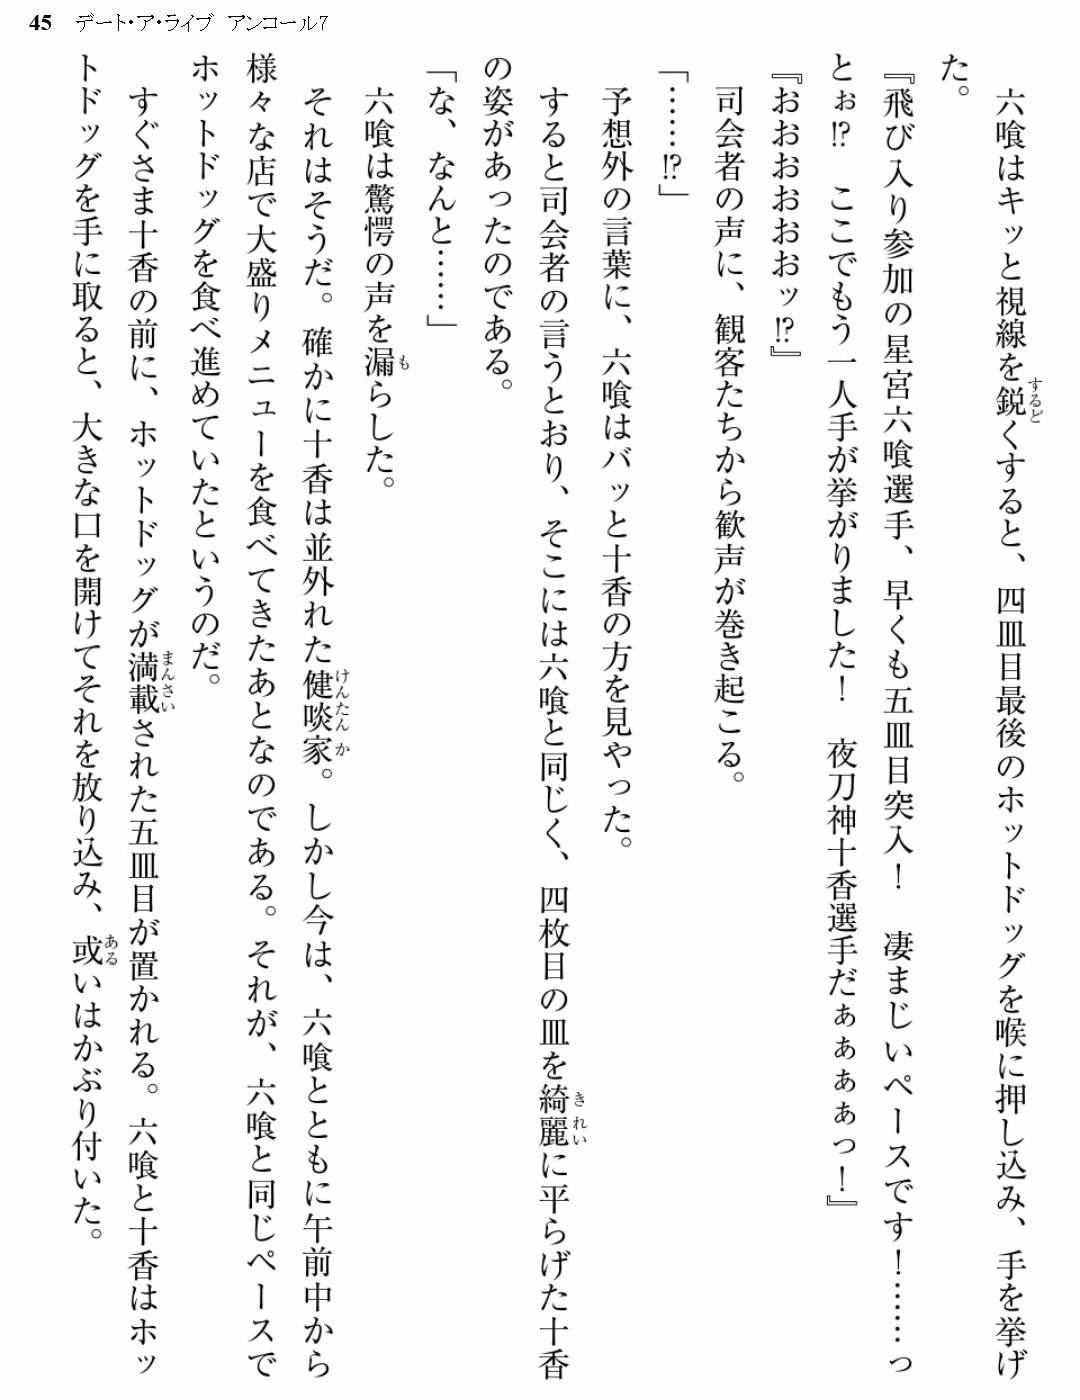 45 デート・ア・ライブ アンコール7
六喰はキッと視線を鋭くすると、四皿目最後のホットドッグを喉に押し込み、手を挙げ
た。
『飛び入り参加の星宮六喰選手、早くも五皿目突入! 凄まじいペースです!……っ
とぉ!? ここでもう一人手が挙がりました! 夜刀神十香選手だぁぁぁぁっ!』
『おおおおおおッ!?』
司会者の声に、観客たちから歓声が巻き起こる。
「……!?」
予想外の言葉に、六喰はバッと十香の方を見やった。
すると司会者の言うとおり、そこには六喰と同じく、四枚目の皿を綺麗に平らげた十香
の姿があったのである。
「な、なんと……」
六喰は驚愕の声を漏らした。
それはそうだ。確かに十香は並外れた健啖家。しかし今は、六喰とともに午前中から
様々な店で大盛りメニューを食べてきたあとなのである。それが、六喰と同じペースで
ホットドッグを食べ進めていたというのだ。
すぐさま十香の前に、ホットドッグが満載された五皿目が置かれる。六喰と十香はホッ
トドッグを手に取ると、大きな口を開けてそれを放り込み、或いはかぶり付いた。